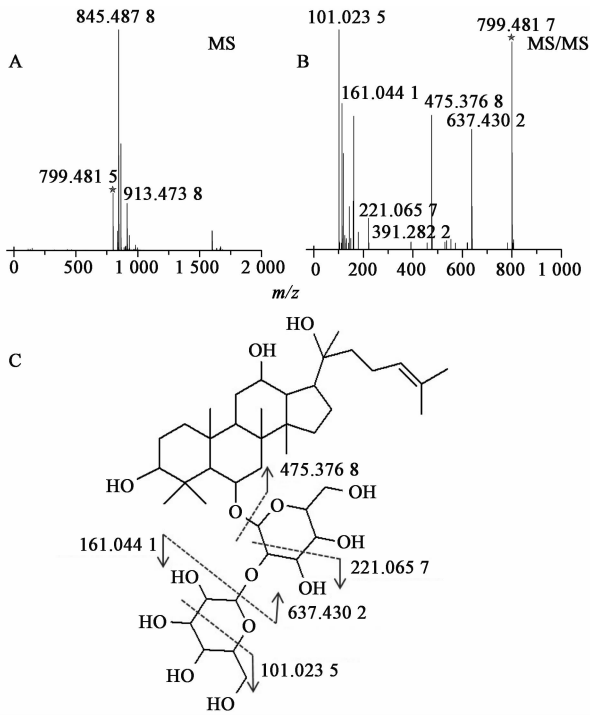 845.487 8
MS
A
799.481 5
*
913.473 8
0
500
1 000
1 500
2 000
101.023 5
799.481 7
*
MS/MS
B
161.044 1
475.376 8
637.430 2
221.065 7
391.282 2
0
200
400
600
800
1 000
m/z
C
HO
OH
HO
475.376 8
O
O
OH
161.044 1
OH
221.065 7
HO
O
OH
637.430 2
HO
O
HO
101.023 5
HO